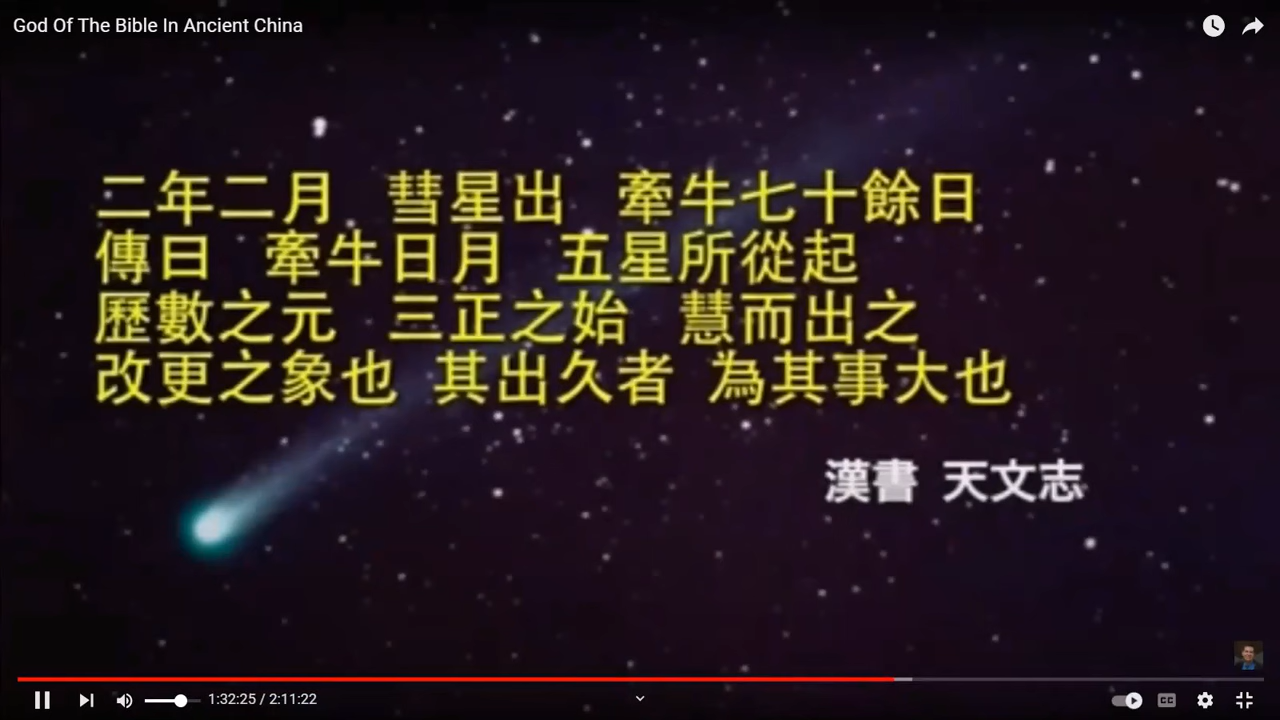 God Of The Bible In Ancient China
二年二月 彗星出 牽牛七十餘日
傳曰 牽牛日月 五星所從起
歷數之元 三正之始 慧而出之
改更之象也 其出久者 為其事大也
漢書 天文志
1:32:25 / 2:11:22
CC